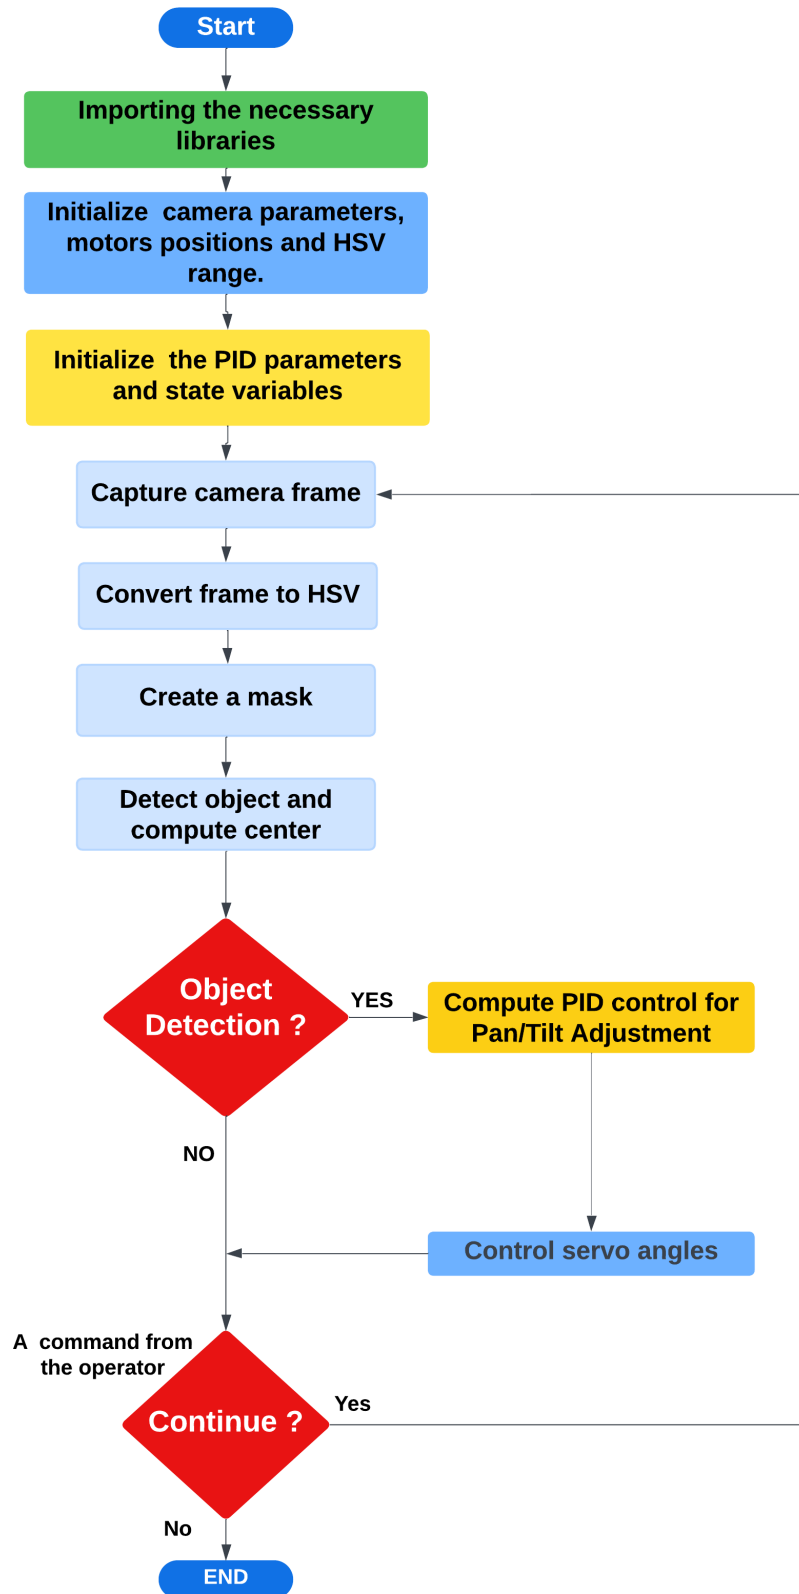 Start
Importing the necessary
libraries
Initialize  camera parameters,
motors positions and HSV
range.
Initialize  the PID parameters
and state variables
Capture camera frame
Convert frame to HSV
Create a mask
Detect object and
compute center
Object
Detection ?
YES
Compute PID control for
Pan/Tilt Adjustment
NO
Control servo angles
A  command from
the operator
Continue ?
Yes
No
END